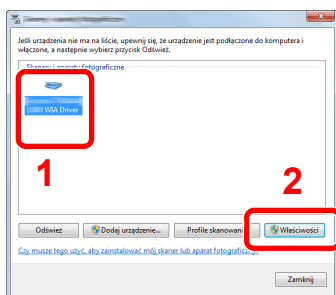 Jeśli urządzenia nie ma na liście, upewnij się, że urządzenie jest podłączone do komputera i
włączone, a następnie wybierz przycisk Odśwież.
Skanery i aparaty fotograficzne
WIA Driver
1
2
Odśwież
Dodaj urządzenie...
Profile skanowan
Właściwości
Czy muszę tego użyć, aby zainstalować mój skaner lub aparat fotograficzny?
Zamknij